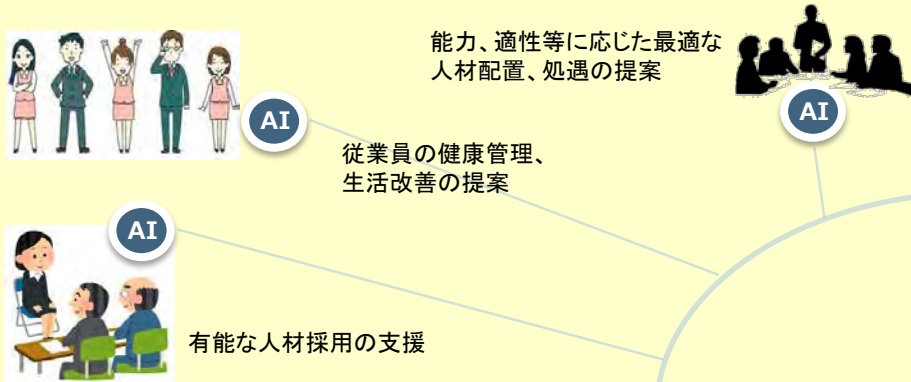 能力、適性等に応じた最適な
人材配置、処遇の提案
AI
AI
従業員の健康管理、
生活改善の提案
AI
有能な人材採用の支援